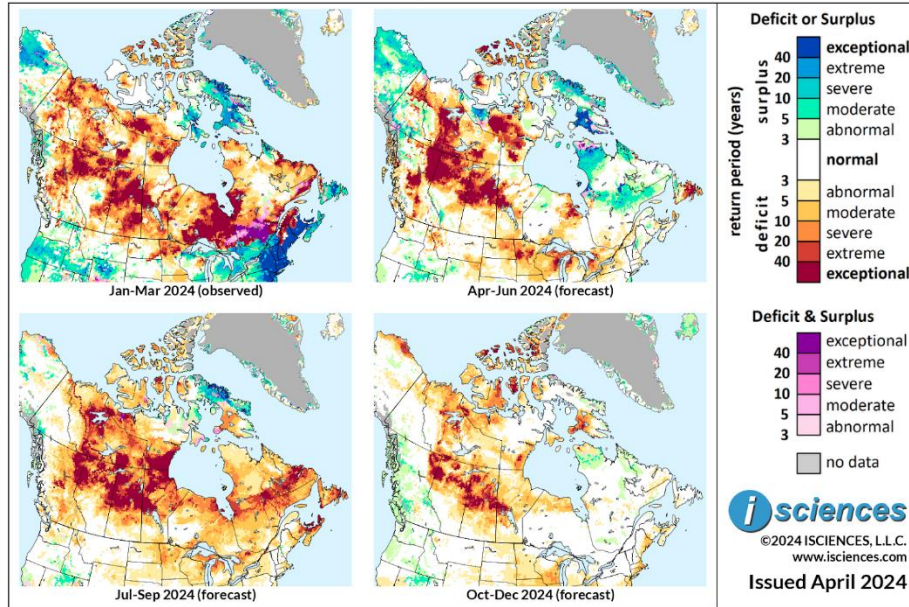 Jan-Mar 2024 (observed)
Apr-Jun 2024 (forecast)
Jul-Sep 2024 (forecast)
Oct-Dec 2024 (forecast)
Deficit or Surplus
return period (years)
surplus
deficit
40
20
10
5
3
3
5
10
20
40
exceptional
extreme
severe
moderate
abnormal
normal
abnormal
moderate
severe
extreme
exceptional
Deficit & Surplus
40
20
10
5
3
exceptional
extreme
severe
moderate
abnormal
no data
i sciences
©2024 ISCIENCES, L.L.C.
www.isciences.com
Issued April 2024